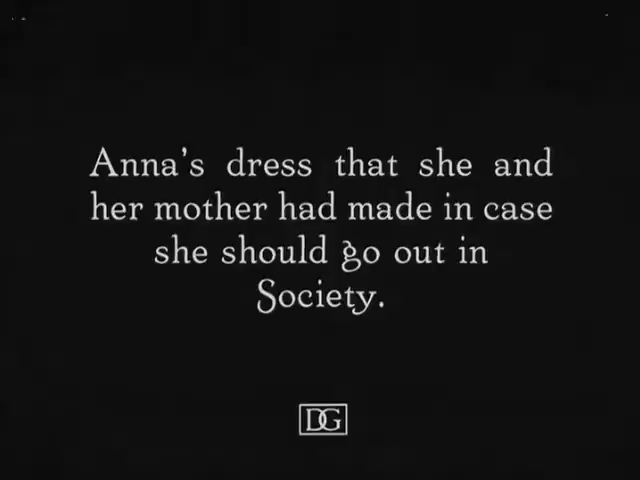 Anna's dress that she and
her mother had made in case
she should go out in
Society.
DG